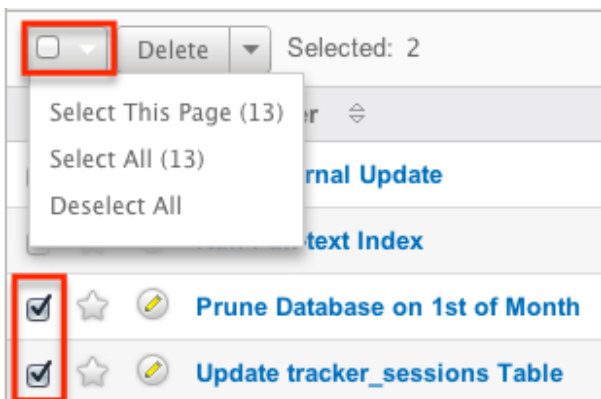 Delete
Selected: 2
Select This Page (13)
Select All (13)
Deselect All
rnal Update
text Index
Prune Database on 1st of Month
Update tracker_sessions Table